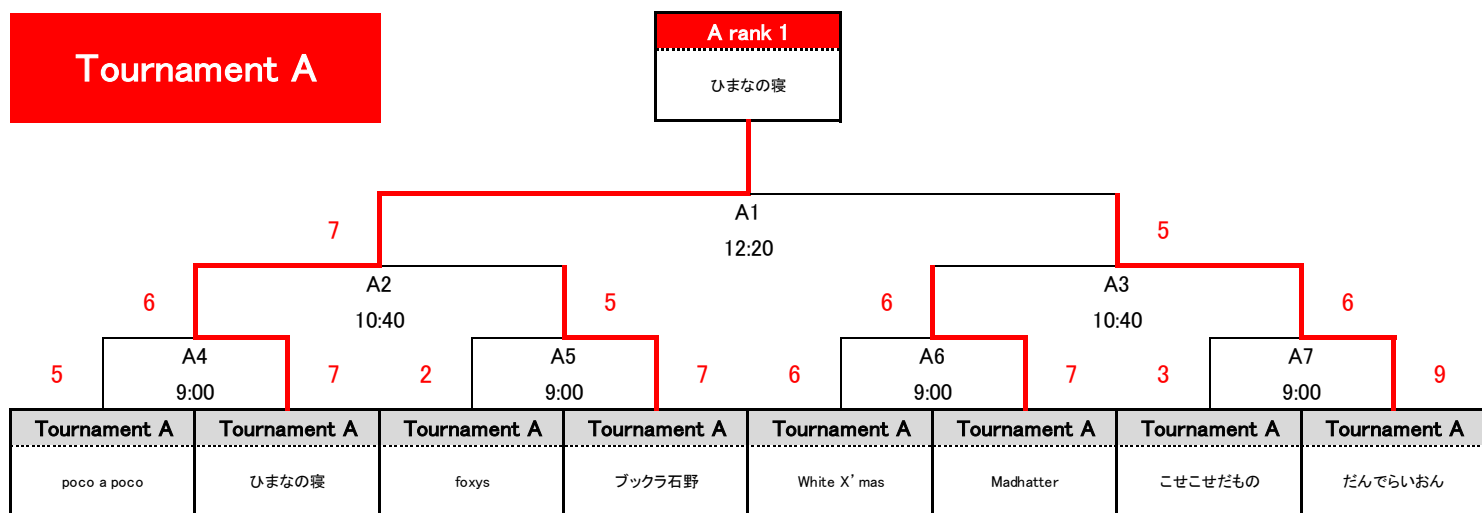 Tournament A
A rank 1
ひまなの寝
A1
7 5
12:20
A2 A3
6 5 6 6
10:40 10:40
A4 A5 A6 A7
5 7 2 7 6 7 3 9
9:00 9:00 9:00 9:00
Tournament A Tournament A Tournament A Tournament A Tournament A Tournament A Tournament A Tournament A
poco a poco ひまなの寝 foxys ブックラ石野 White X’mas Madhatter こせこせだもの だんでらいおん